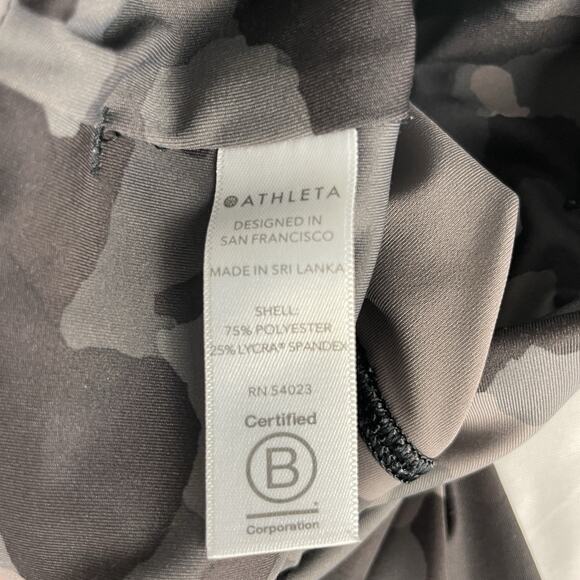 ATHLETA
DESIGNED IN
SAN FRANCISCO
MADE IN SRI LANKA
SHELL:
75% POLYESTER
25% LYCRA® SPANDEX
RN 54023
Certified
B
Corporation